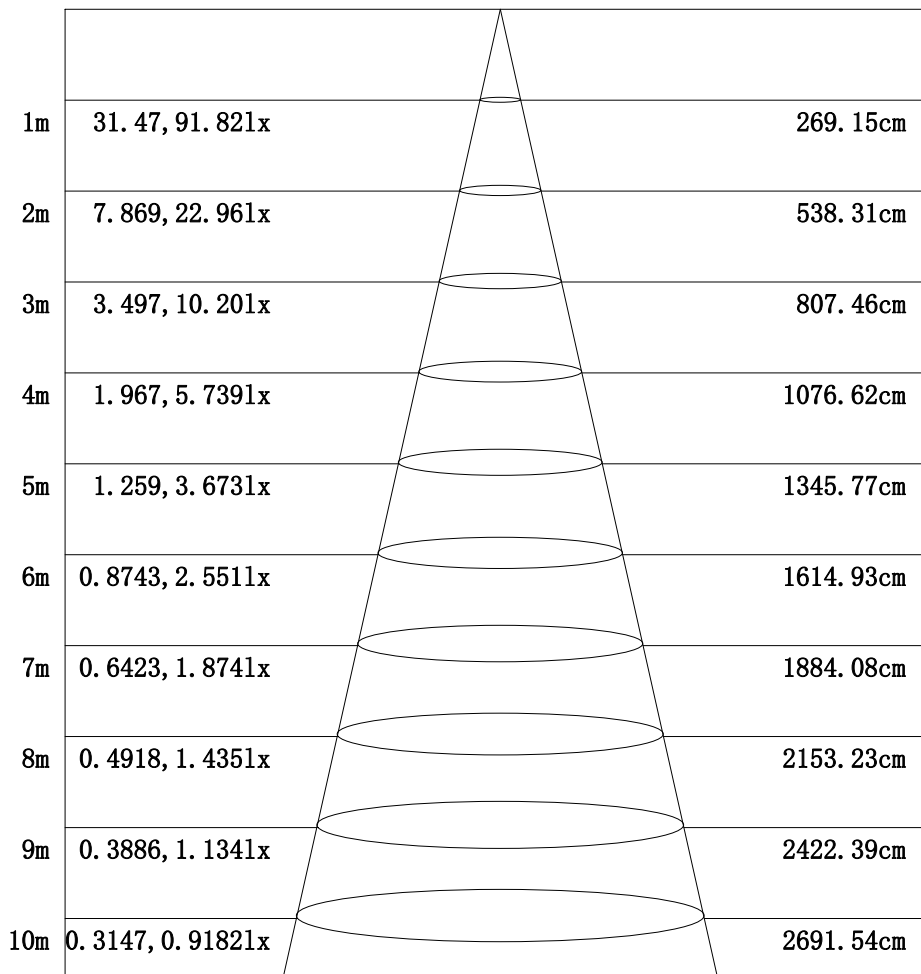 1m 31.47,91.82lx 269.15cm
2m 7.869,22.96lx 538.31cm
3m 3.497,10.20lx 807.46cm
4m 1.967,5.739lx 1076.62cm
5m 1.259,3.673lx 1345.77cm
6m 0.8743,2.551lx 1614.93cm
7m 0.6423,1.874lx 1884.08cm
8m 0.4918,1.435lx 2153.23cm
9m 0.3886,1.134lx 2422.39cm
10m 0.3147,0.9182lx 2691.54cm